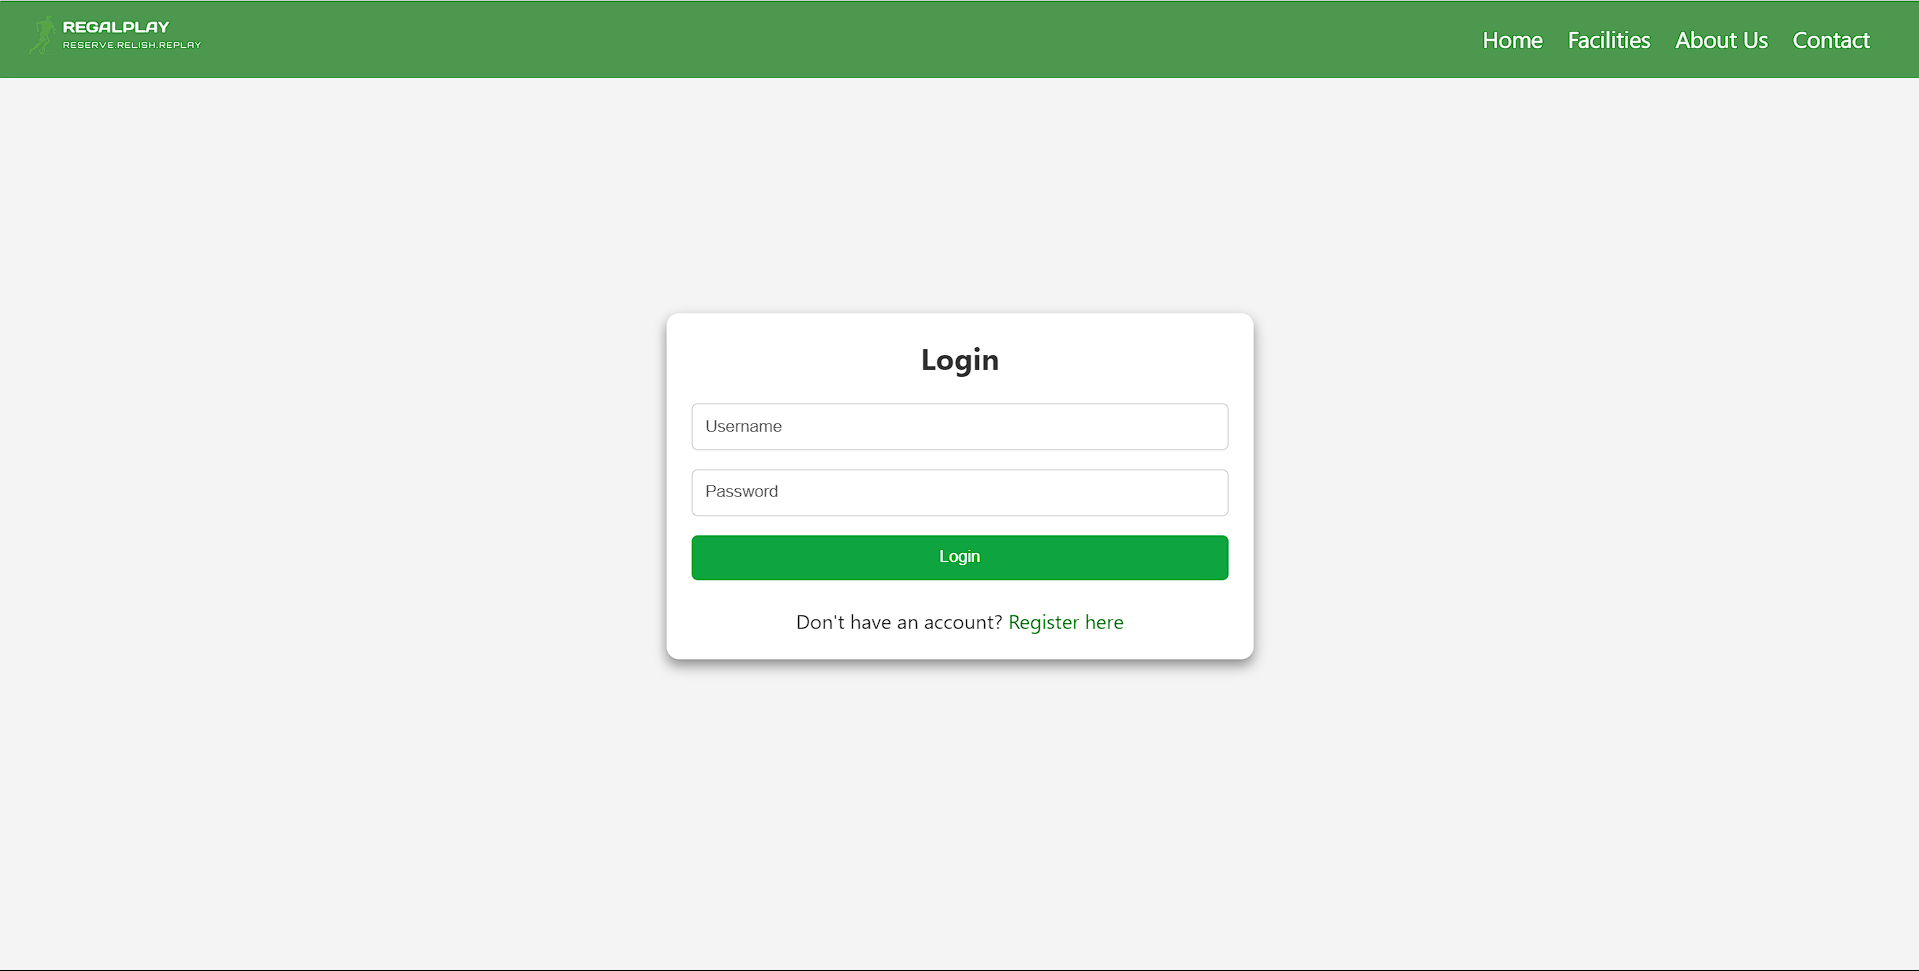 REGALPLAY
RESERVE.RELISH.REPLAY
Home Facilities About Us Contact
Login
Username
Password
Login
Don't have an account? Register here